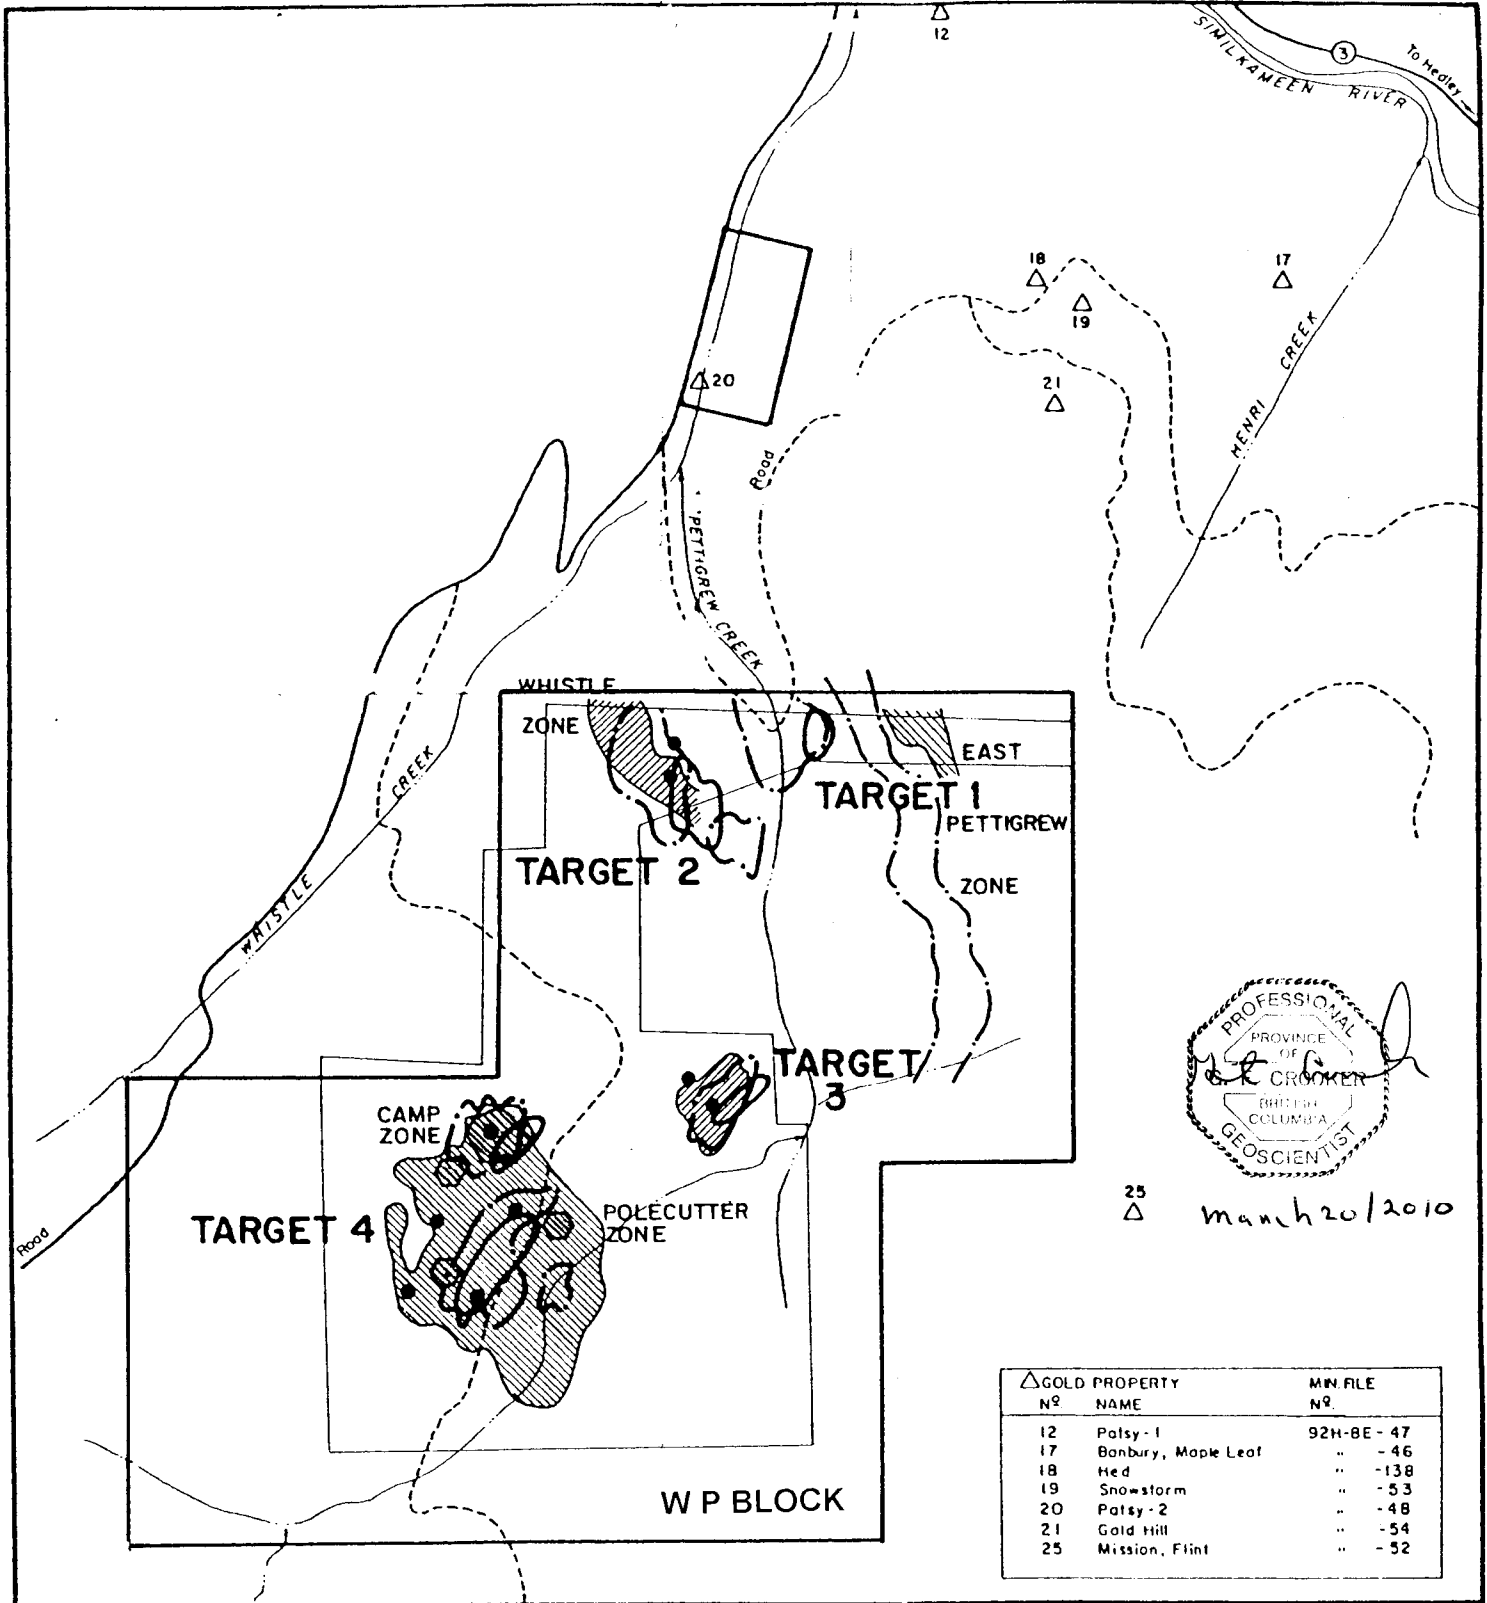 12
3
To Hedley
SIMILKAMEEN RIVER
18
17
19
20
21
HENRI CREEK
Road
PETTIGREW CREEK
WHISTLE
ZONE
EAST
TARGET 1
PETTIGREW
ZONE
TARGET 2
WHISTLE CREEK
TARGET
3
CAMP
ZONE
POLECUTTER
ZONE
TARGET 4
Road
PROFESSIONAL
PROVINCE
OF
G. F. CROOKER
BRITISH
COLUMBIA
GEOSCIENTIST
25
March 20/2010
W P BLOCK
△GOLD PROPERTY MIN. FILE
Nº NAME Nº.
12 Patsy-1 92H-8E-47
17 Banbury, Maple Leaf " -46
18 Hed " -138
19 Snowstorm " -53
20 Patsy-2 " -48
21 Gold Hill " -54
25 Mission, Flint " -52